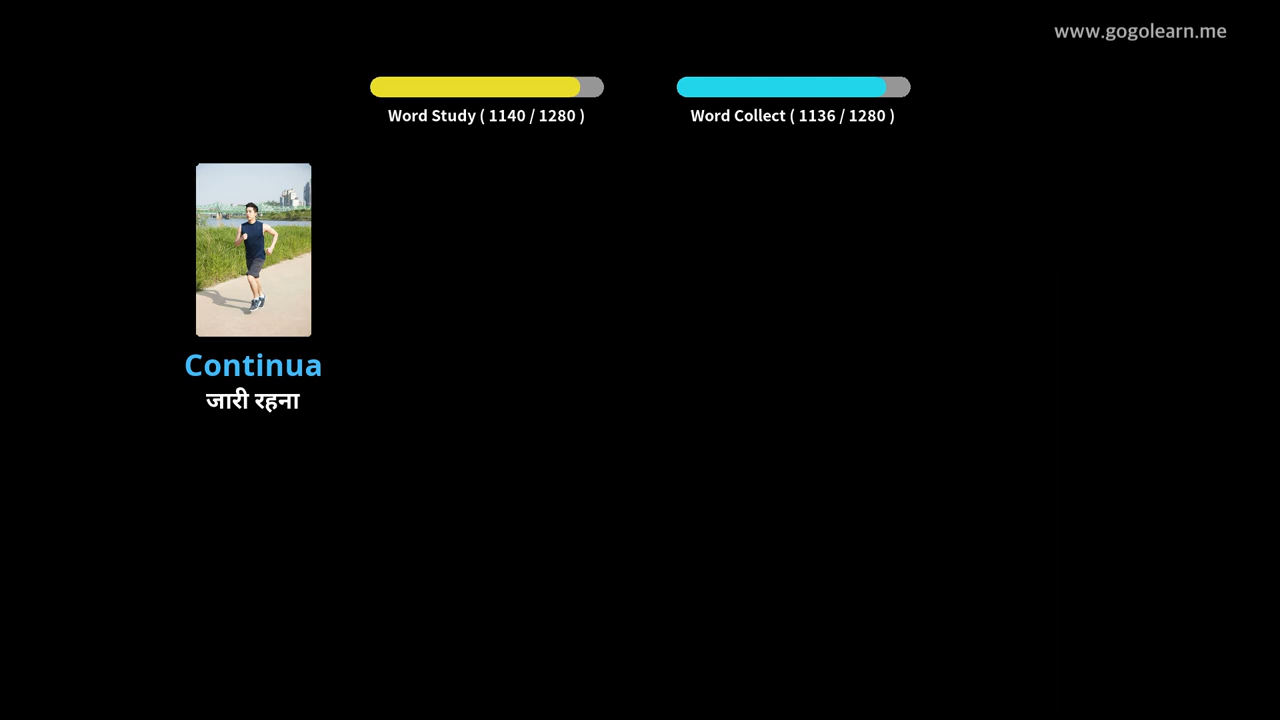 www.gogolearn.me
Word Study ( 1140 / 1280 )
Word Collect ( 1136 / 1280 )
Continua
जारी रहना